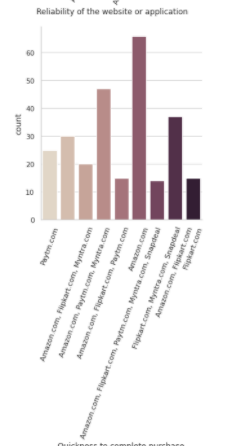 Reliability of the website or application
count
60
50
40
30
20
10
0
Paytm.com
Amazon.com, Flipkart.com, Myntra.com
Amazon.com, Paytm.com, Myntra.com
Amazon.com, Flipkart.com, Paytm.com
Amazon.com, Flipkart.com, Paytm.com, Myntra.com, Snapdeal
Amazon.com
Flipkart.com, Myntra.com, Snapdeal
Amazon.com, Flipkart.com
Flipkart.com
Quickness to complete purchase